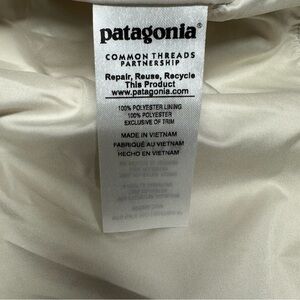 patagonia®
COMMON THREADS
PARTNERSHIP
Repair, Reuse, Recycle
This Product
www.patagonia.com
100% POLYESTER LINING
100% POLYESTER
EXCLUSIVE OF TRIM
MADE IN VIETNAM
FABRIQUÉ AU VIETNAM
HECHO EN VIETNAM